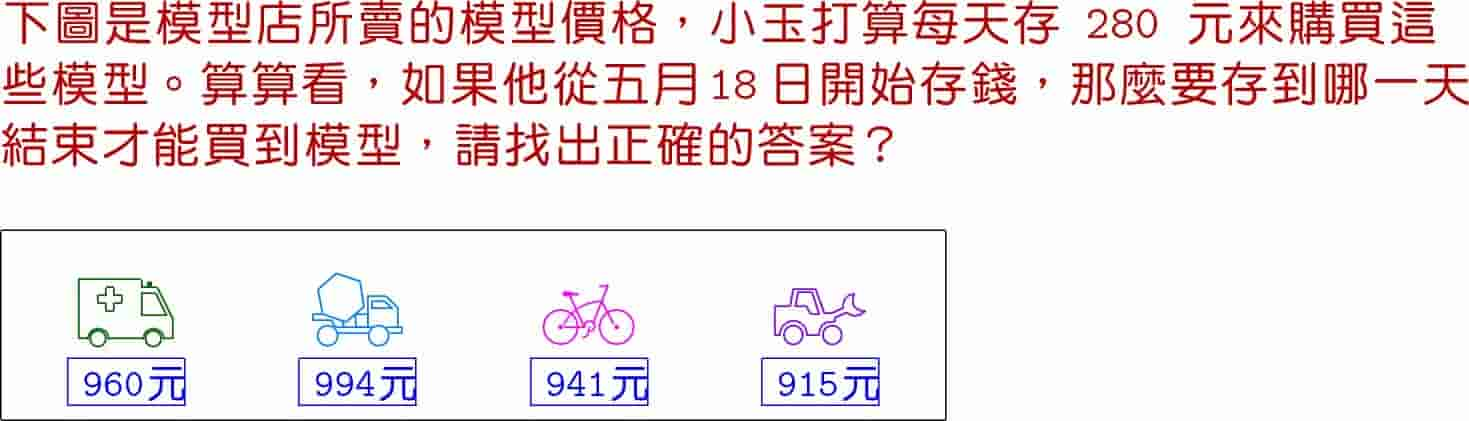 下圖是模型店所賣的模型價格，小玉打算每天存 280 元來購買這
些模型。算算看，如果他從五月18日開始存錢，那麼要存到哪一天
結束才能買到模型，請找出正確的答案？
960元 994元 941元 915元